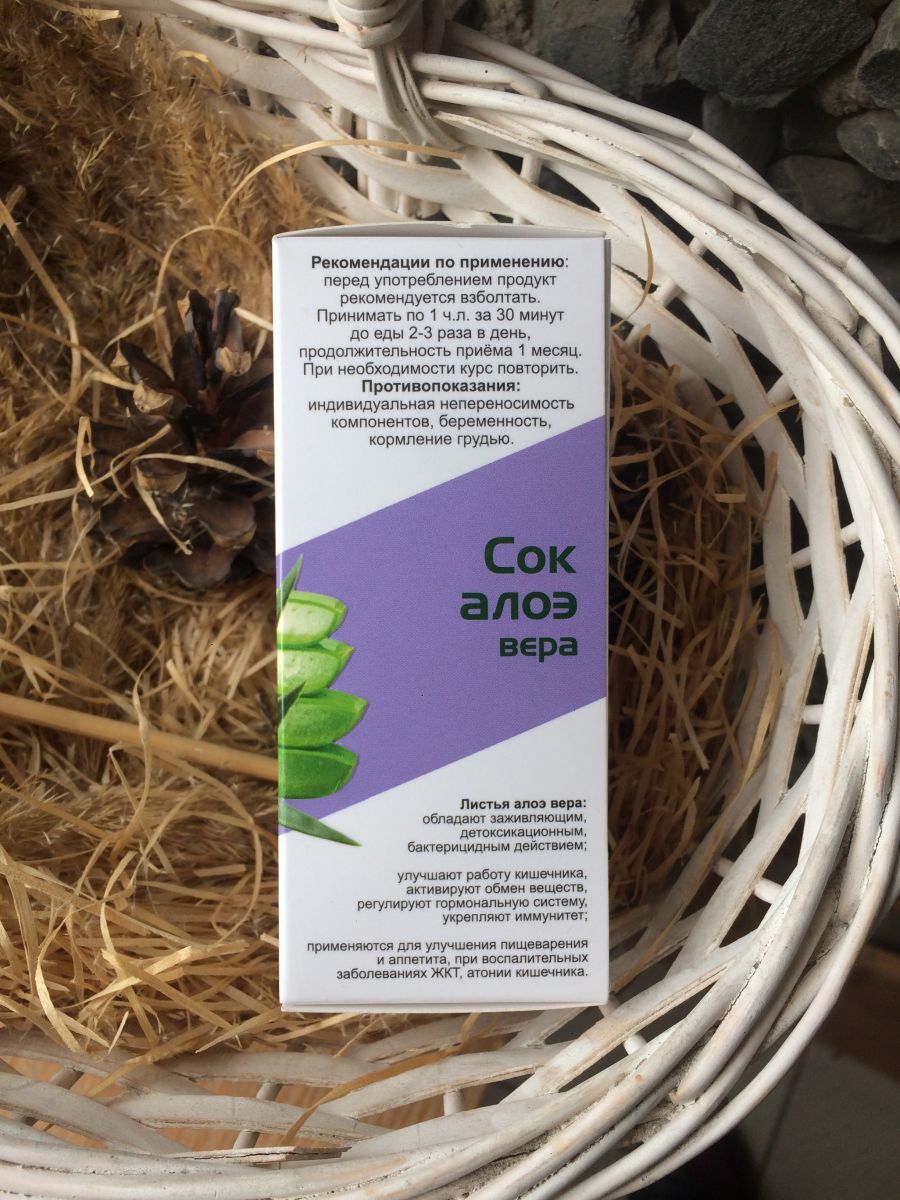 Рекомендации по применению:
перед употреблением продукт
рекомендуется взболтать.
Принимать по 1 ч.л. за 30 минут
до еды 2-3 раза в день,
продолжительность приёма 1 месяц.
При необходимости курс повторить.
Противопоказания:
индивидуальная непереносимость
компонентов, беременность,
кормление грудью.
Сок
алоэ
вера
Листья алоэ вера:
обладают заживляющим,
детоксикационным,
бактерицидным действием;
улучшают работу кишечника,
активируют обмен веществ,
регулируют гормональную систему,
укрепляют иммунитет;
применяются для улучшения пищеварения
и аппетита, при воспалительных
заболеваниях ЖКТ, атонии кишечника.